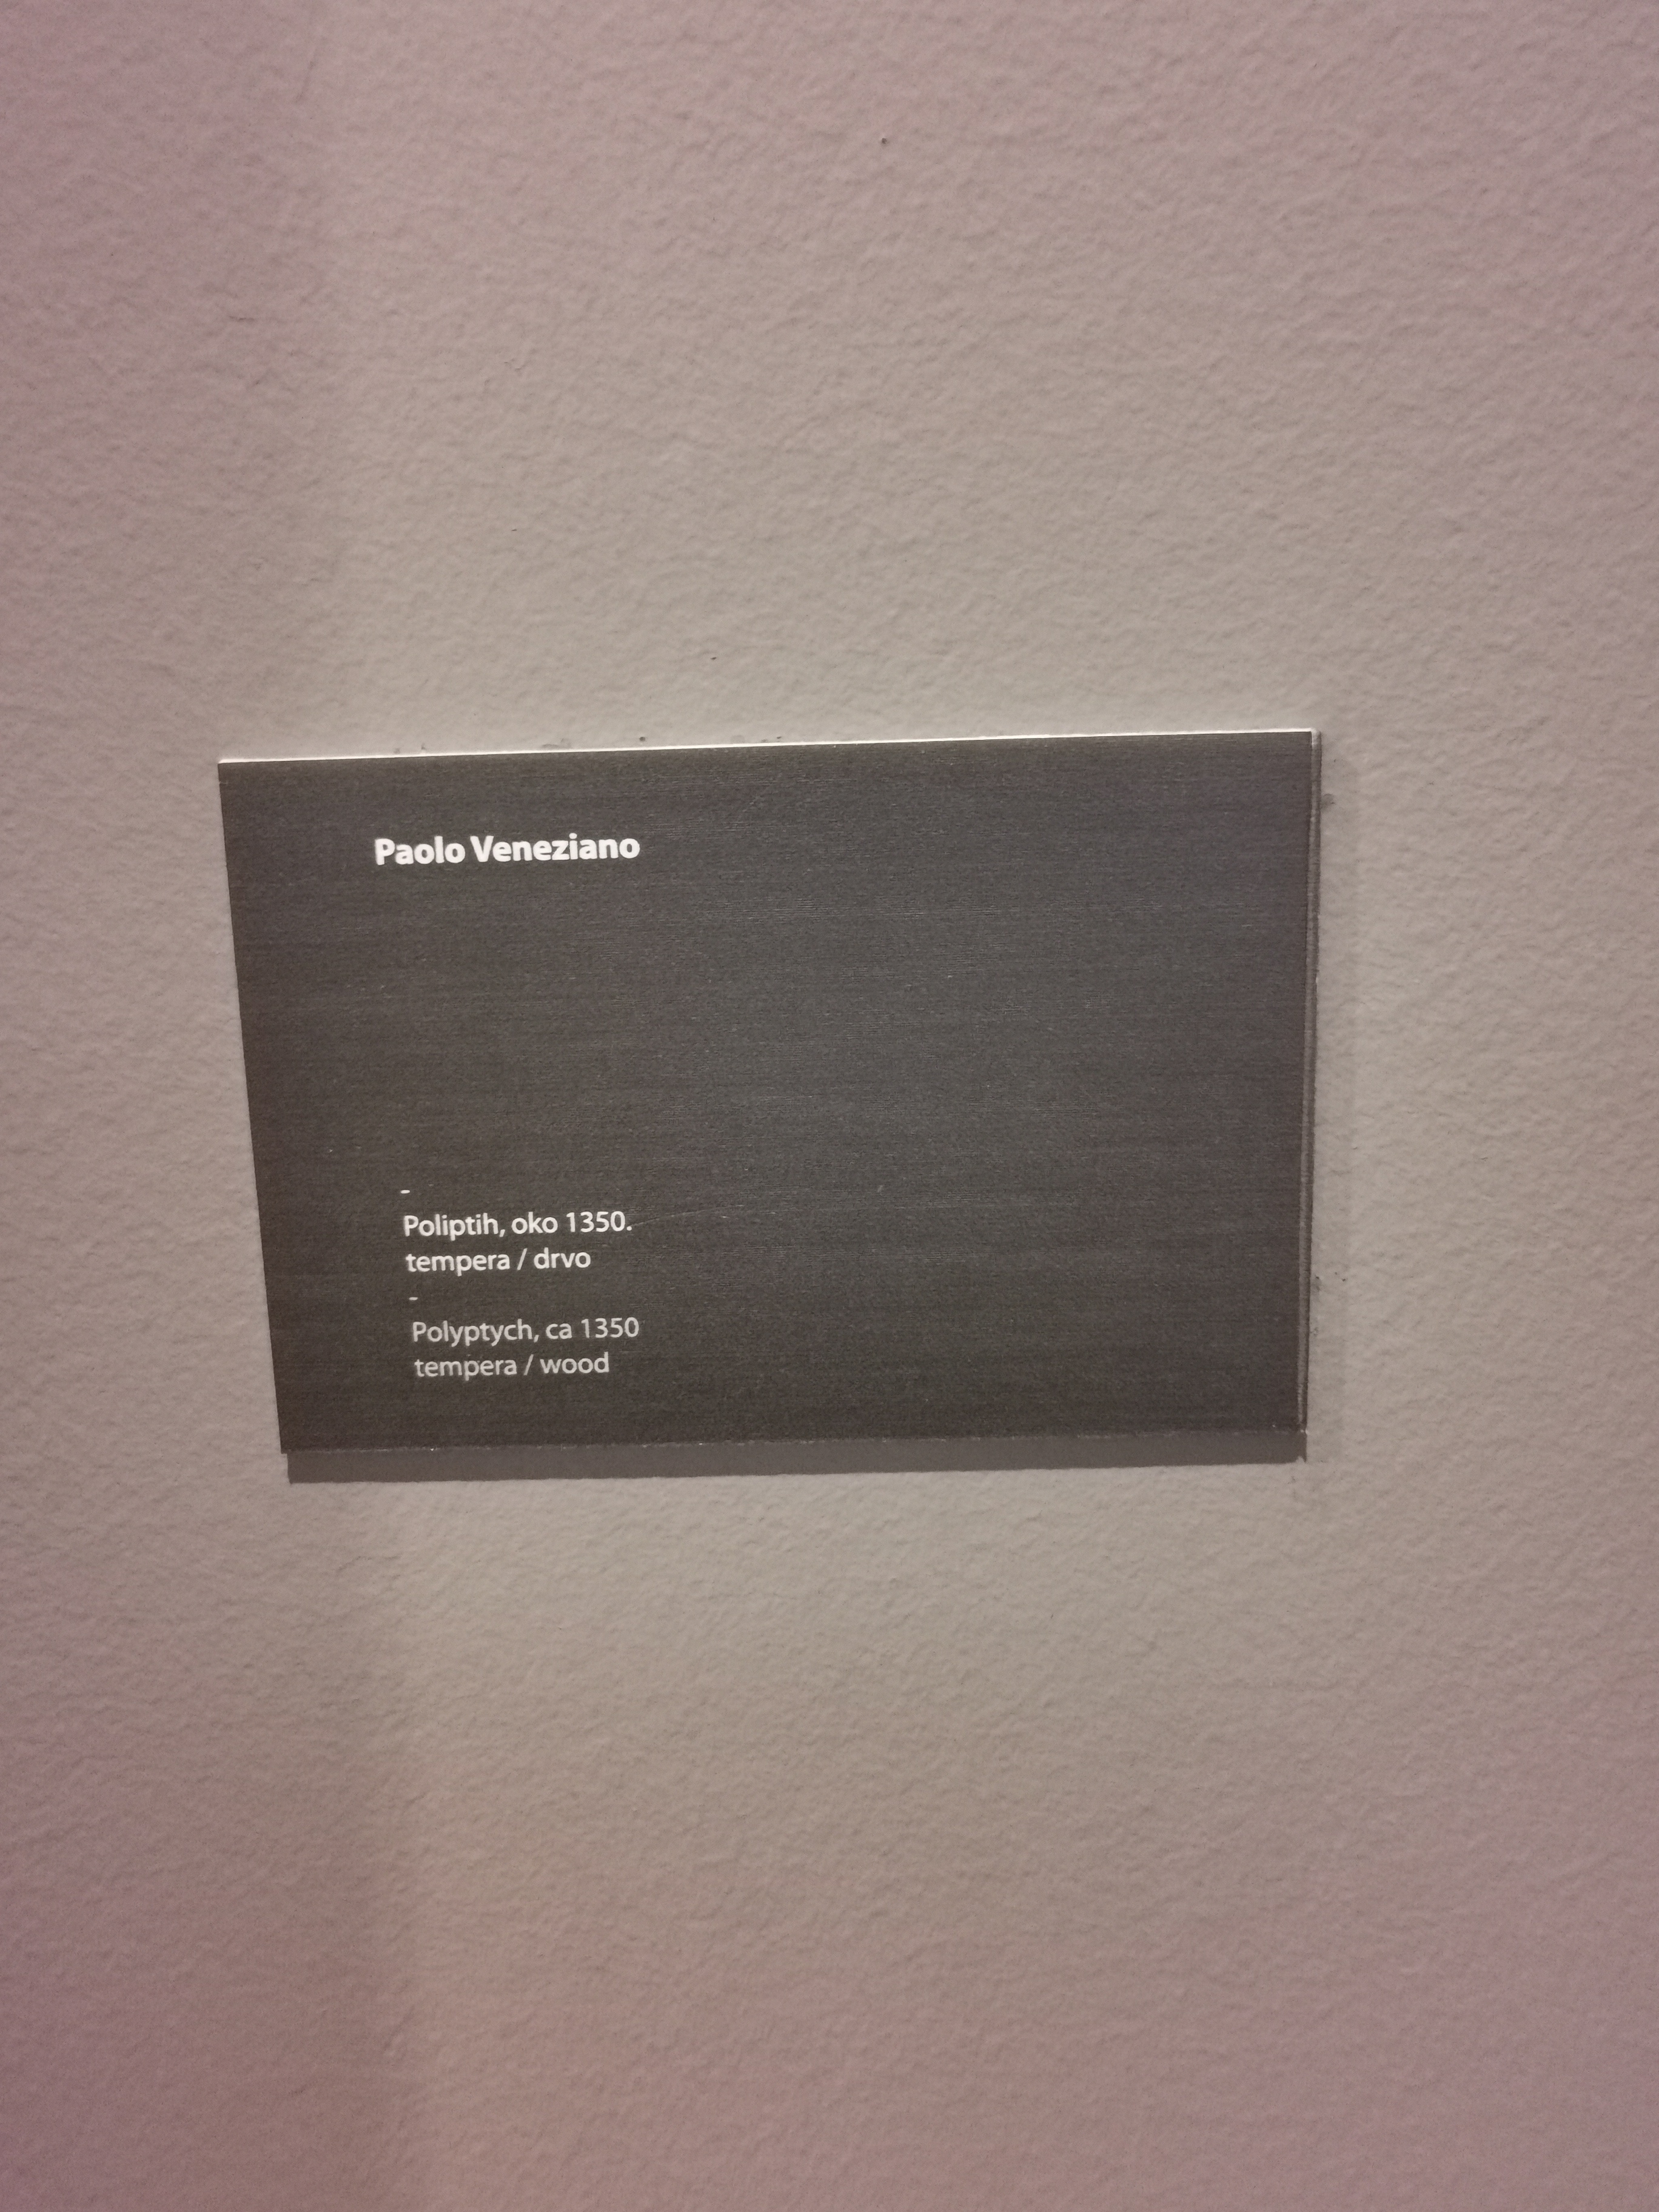 Paolo Veneziano
-
Poliptih, oko 1350.
tempera / drvo
-
Polyptych, ca 1350
tempera / wood